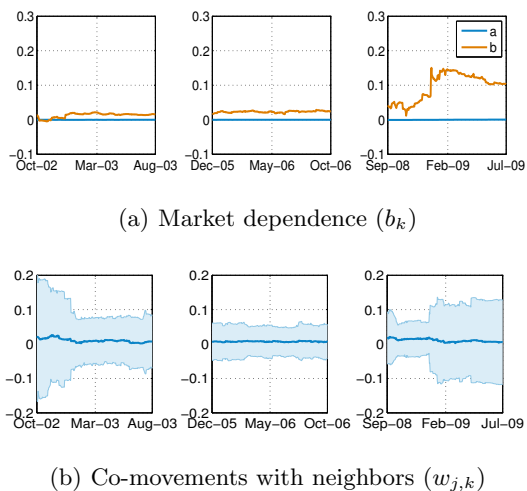 0.3 0.3 0.3
0.2 0.2 0.2
0.1 0.1 0.1
0 0 0
−0.1 −0.1 −0.1
a
b
Oct−02 Mar−03 Aug−03 Dec−05 May−06 Oct−06 Sep−08 Feb−09 Jul−09
(a) Market dependence (b_k)
0.2 0.2 0.2
0.1 0.1 0.1
0 0 0
−0.1 −0.1 −0.1
−0.2 −0.2 −0.2
Oct−02 Mar−03 Aug−03 Dec−05 May−06 Oct−06 Sep−08 Feb−09 Jul−09
(b) Co-movements with neighbors (w_{j,k})